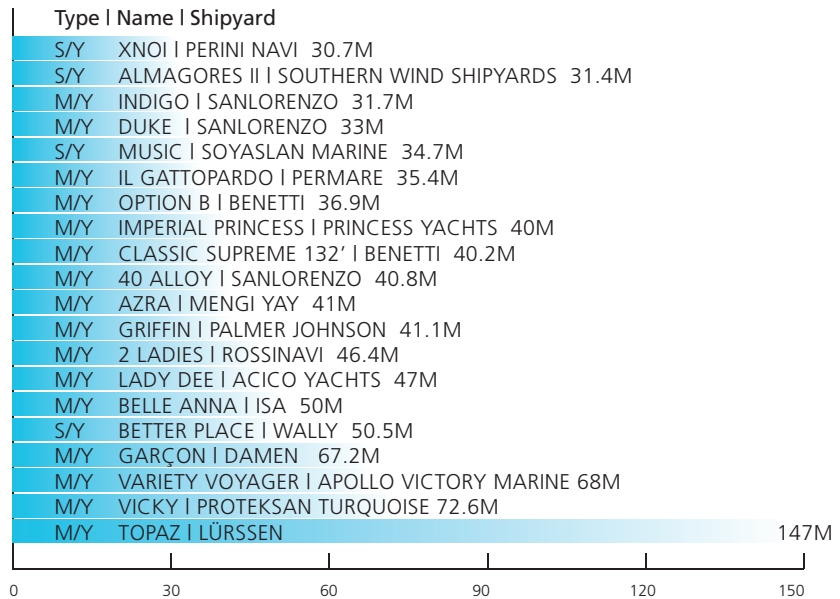 Type | Name | Shipyard
S/Y XNOI | PERINI NAVI 30.7M
S/Y ALMAGORES II | SOUTHERN WIND SHIPYARDS 31.4M
M/Y INDIGO | SANLORENZO 31.7M
M/Y DUKE | SANLORENZO 33M
S/Y MUSIC | SOYASLAN MARINE 34.7M
M/Y IL GATTOPARDO | PERMARE 35.4M
M/Y OPTION B | BENETTI 36.9M
M/Y IMPERIAL PRINCESS | PRINCESS YACHTS 40M
M/Y CLASSIC SUPREME 132’ | BENETTI 40.2M
M/Y 40 ALLOY | SANLORENZO 40.8M
M/Y AZRA | MENGI YAY 41M
M/Y GRIFFIN | PALMER JOHNSON 41.1M
M/Y 2 LADIES | ROSSINAVI 46.4M
M/Y LADY DEE | ACICO YACHTS 47M
M/Y BELLE ANNA | ISA 50M
S/Y BETTER PLACE | WALLY 50.5M
M/Y GARÇON | DAMEN 67.2M
M/Y VARIETY VOYAGER | APOLLO VICTORY MARINE 68M
M/Y VICKY | PROTEKSAN TURQUOISE 72.6M
M/Y TOPAZ | LÜRSSEN 147M
0 30 60 90 120 150